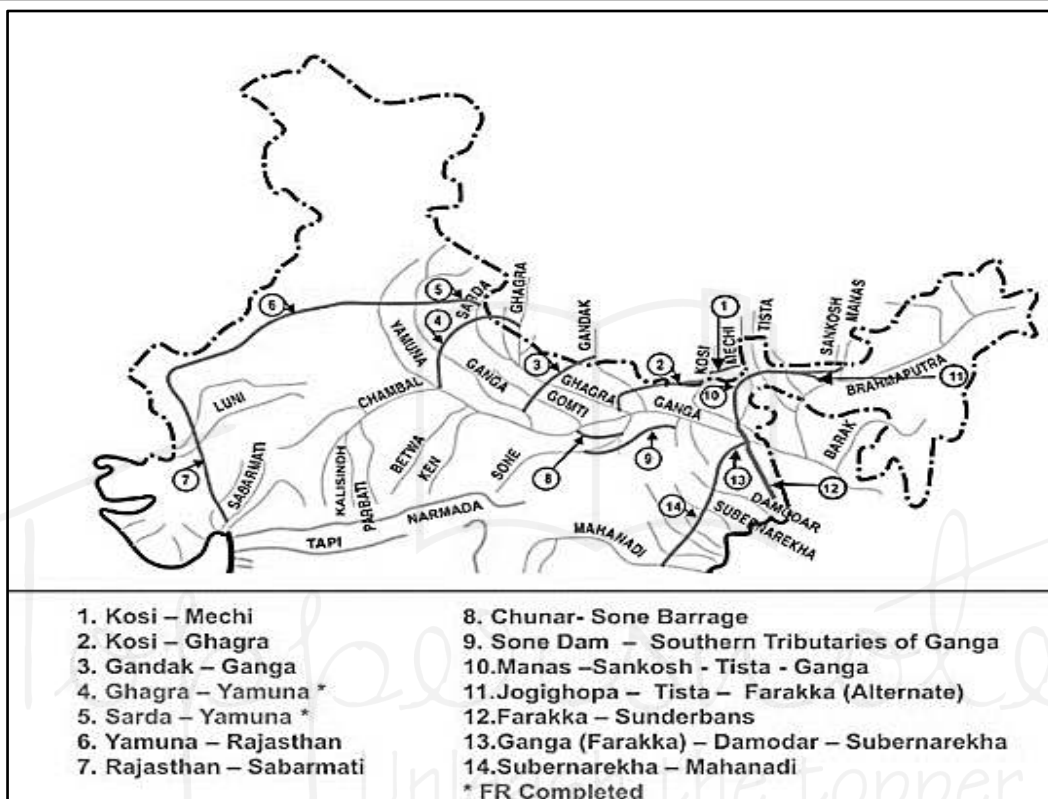 SARDA
GHAGRA
YAMUNA
GANGA
GANDAK
GHAGRA
GOMTI
KOSI
MECHI
TISTA
SANKOSH
MANAS
BRAHMAPUTRA
BARAK
GANGA
LUNI
CHAMBAL
SABARMATI
KALISINDH
PARBATI
BETWA
KEN
SONE
NARMADA
TAPI
MAHANADI
DAMODAR
SUBERNAREKHA
1
2
3
4
5
6
7
8
9
10
11
12
13
14
1. Kosi – Mechi
2. Kosi – Ghagra
3. Gandak – Ganga
4. Ghagra – Yamuna *
5. Sarda – Yamuna *
6. Yamuna – Rajasthan
7. Rajasthan – Sabarmati
8. Chunar- Sone Barrage
9. Sone Dam – Southern Tributaries of Ganga
10.Manas –Sankosh - Tista - Ganga
11.Jogighopa – Tista – Farakka (Alternate)
12.Farakka – Sunderbans
13.Ganga (Farakka) – Damodar – Subernarekha
14.Subernarekha – Mahanadi
* FR Completed